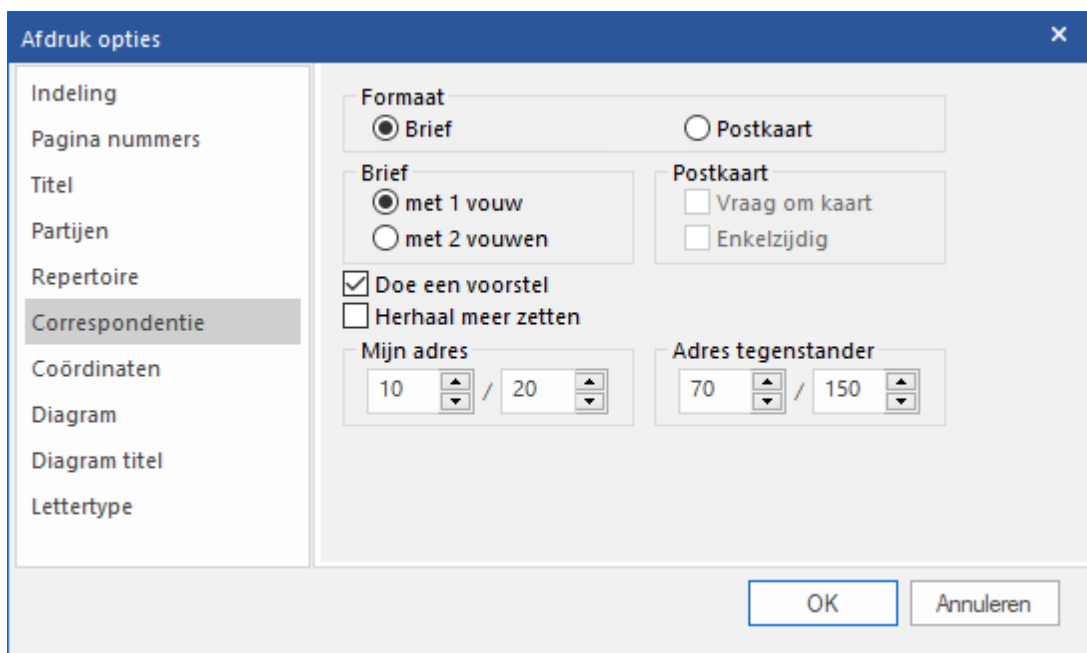 Afdruk opties
Indeling
Pagina nummers
Titel
Partijen
Repertoire
Correspondentie
Coördinaten
Diagram
Diagram titel
Lettertype
Formaat
Brief
Postkaart
Brief
met 1 vouw
met 2 vouwen
Postkaart
Vraag om kaart
Enkelzijdig
Doe een voorstel
Herhaal meer zetten
Mijn adres
10 / 20
Adres tegenstander
70 / 150
OK
Annuleren